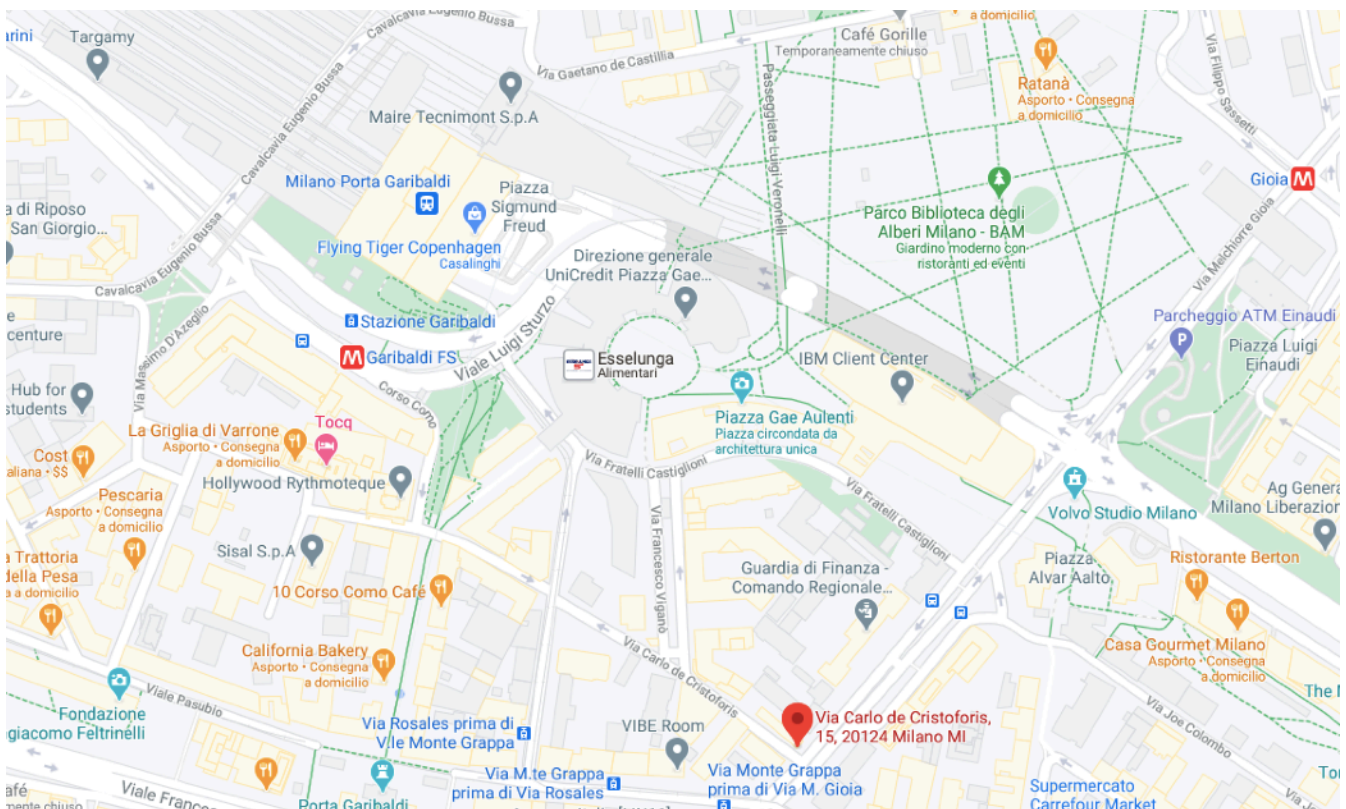 arini
Targamy
Cavalcavia Eugenio Bussa
Cavalcavia Eugenio Bussa
Cavalcavia Eugenio Bussa
Via Gaetano de Castillia
Café Gorille
Temporaneamente chiuso
a domicilio
Passeggiata Luigi Veronelli
Ratanà
Asporto • Consegna
a domicilio
Via Filippo Sassetti
Maire Tecnimont S.p.A
Milano Porta Garibaldi
Piazza
Sigmund
Freud
Flying Tiger Copenhagen
Casalinghi
Gioia
M
a di Riposo
San Giorgio...
Parco Biblioteca degli
Alberi Milano - BAM
Giardino moderno con
ristoranti ed eventi
Via Melchiorre Gioia
Direzione generale
UniCredit Piazza Gae...
e
centure
Via Massimo D'Azeglio
Stazione Garibaldi
M
Garibaldi FS
Viale Luigi Sturzo
Esselunga
Alimentari
IBM Client Center
Parcheggio ATM Einaudi
P
Piazza Luigi
Einaudi
Hub for
students
Corso Como
Tocq
La Griglia di Varrone
Asporto • Consegna
a domicilio
Piazza Gae Aulenti
Piazza circondata da
architettura unica
Cost
aliana • $$
Hollywood Rythmoteque
Via Fratelli Castiglioni
Via Fratelli Castiglioni
Pescaria
Asporto • Consegna
a domicilio
Volvo Studio Milano
Ag Genera
Milano Liberazion
Sisal S.p.A
Via Francesco Viganò
a Trattoria
della Pesa
a a domicilio
10 Corso Como Café
Guardia di Finanza -
Comando Regionale...
Piazza
Alvar Aalto
Ristorante Berton
California Bakery
Asporto • Consegna
a domicilio
Via Carlo de Cristoforis
Casa Gourmet Milano
Asporto • Consegna
a domicilio
Viale Pasubio
Fondazione
giacomo Feltrinelli
Via Rosales prima di
V.le Monte Grappa
VIBE Room
Via Carlo de Cristoforis,
15, 20124 Milano MI
Via Joe Colombo
The
Via M.te Grappa
prima di Via Rosales
Via Monte Grappa
prima di Via M. Gioia
Supermercato
Carrefour Market
To
afé
mente chiuso
Viale Franc
Porta Garibaldi